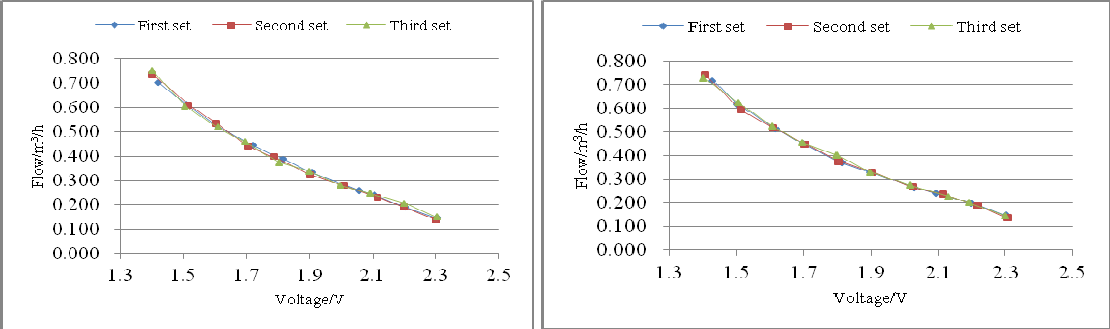 First set Second set Third set
0.800
0.700
0.600
0.500
0.400
0.300
0.200
0.100
0.000
Flow/m³/h
1.3 1.5 1.7 1.9 2.1 2.3 2.5
Voltage/V
First set Second set Third set
0.800
0.700
0.600
0.500
0.400
0.300
0.200
0.100
0.000
Flow/m³/h
1.3 1.5 1.7 1.9 2.1 2.3 2.5
Voltage/V